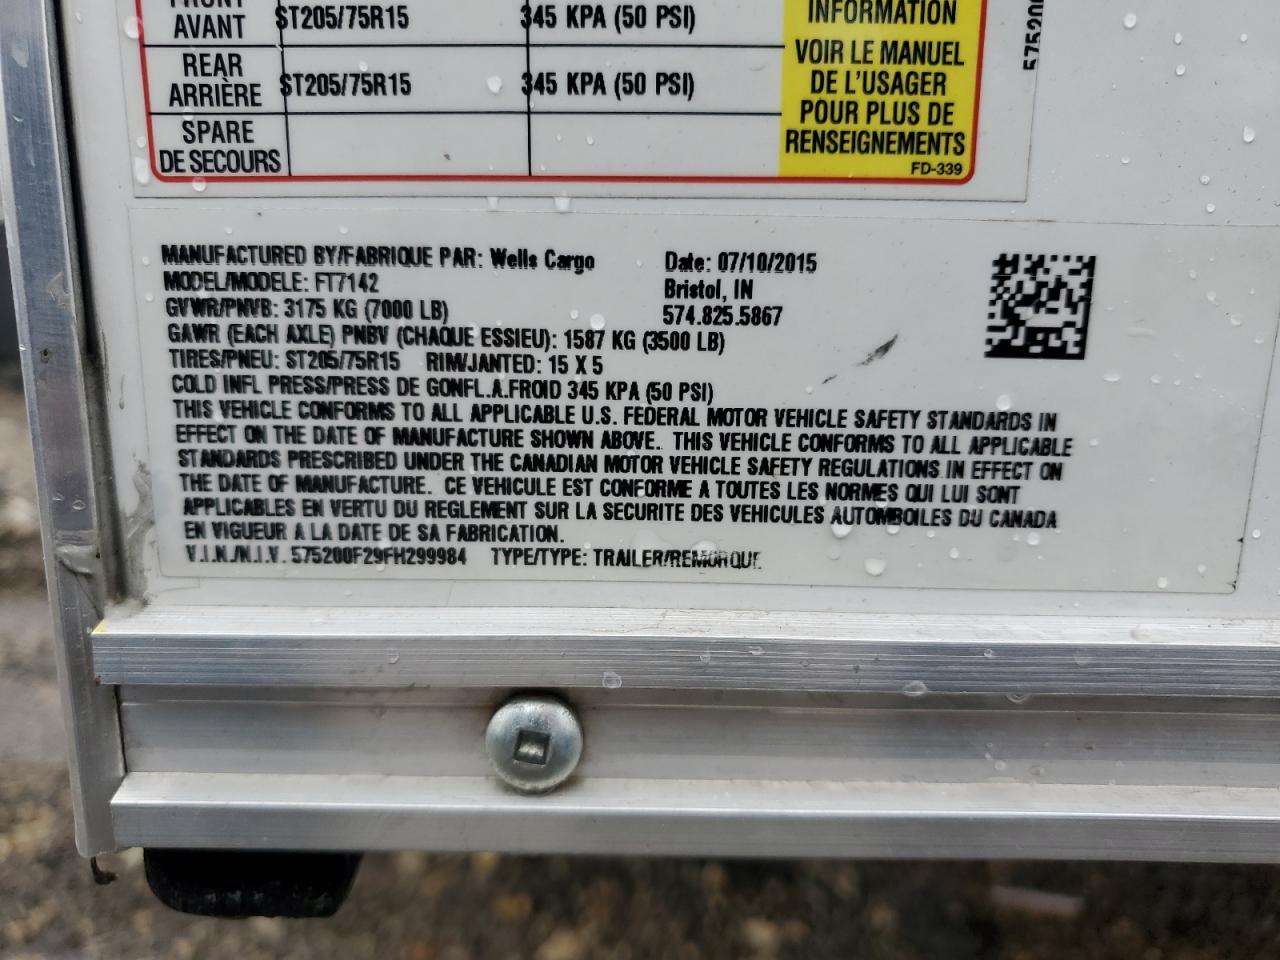 FRONT
AVANT ST205/75R15 345 KPA (50 PSI)
REAR
ARRIÈRE ST205/75R15 345 KPA (50 PSI)
SPARE
DE SECOURS
INFORMATION
VOIR LE MANUEL
DE L'USAGER
POUR PLUS DE
RENSEIGNEMENTS
FD-339
MANUFACTURED BY/FABRIQUE PAR: Wells Cargo Date: 07/10/2015
MODEL/MODELE: FT7142 Bristol, IN
GVWR/PNVB: 3175 KG (7000 LB) 574.825.5867
GAWR (EACH AXLE) PNBV (CHAQUE ESSIEU): 1587 KG (3500 LB)
TIRES/PNEU: ST205/75R15 RIM/JANTED: 15 X 5
COLD INFL PRESS/PRESS DE GONFL.A.FROID 345 KPA (50 PSI)
THIS VEHICLE CONFORMS TO ALL APPLICABLE U.S. FEDERAL MOTOR VEHICLE SAFETY STANDARDS IN
EFFECT ON THE DATE OF MANUFACTURE SHOWN ABOVE. THIS VEHICLE CONFORMS TO ALL APPLICABLE
STANDARDS PRESCRIBED UNDER THE CANADIAN MOTOR VEHICLE SAFETY REGULATIONS IN EFFECT ON
THE DATE OF MANUFACTURE. CE VEHICULE EST CONFORME A TOUTES LES NORMES QUI LUI SONT
APPLICABLES EN VERTU DU REGLEMENT SUR LA SECURITE DES VEHICULES AUTOMBOILES DU CANADA
EN VIGUEUR A LA DATE DE SA FABRICATION.
V.I.N./N.I.V. 575200F29FH299984 TYPE/TYPE: TRAILER/REMORQUE